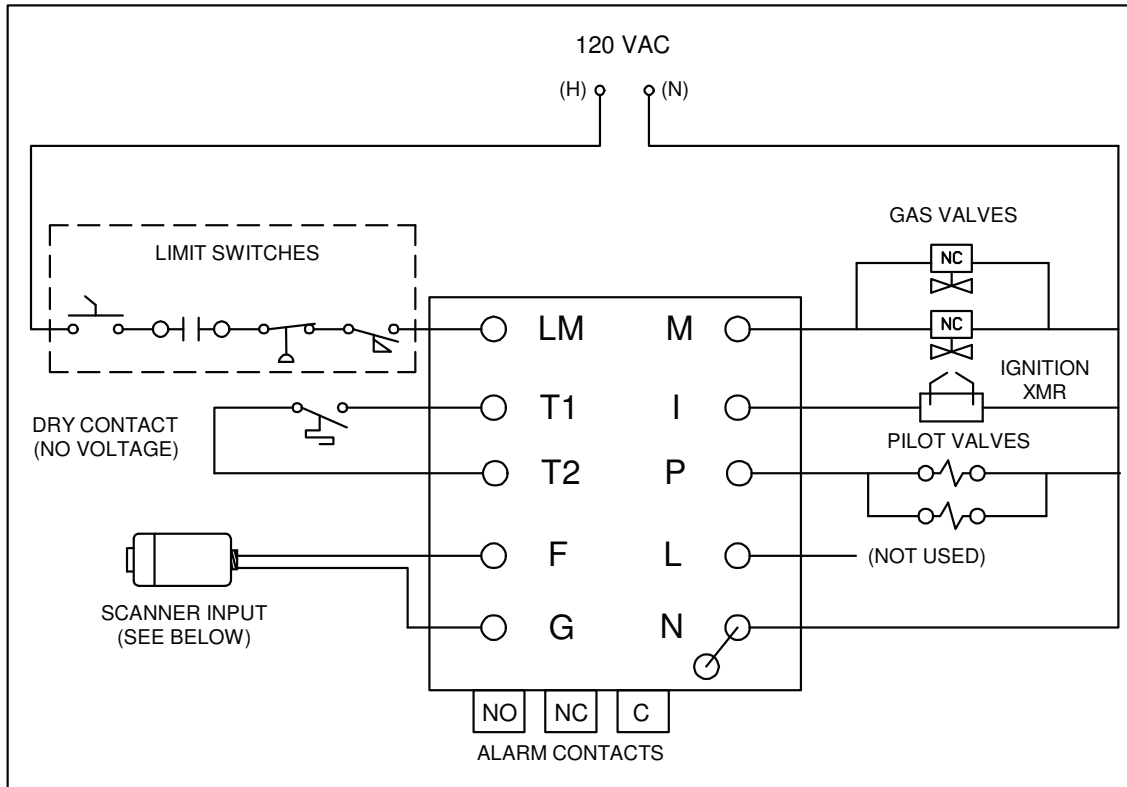 120 VAC
(H) (N)
GAS VALVES
NC
LIMIT SWITCHES
NC
LM M
IGNITION
XMR
DRY CONTACT
(NO VOLTAGE)
T1 I
PILOT VALVES
T2 P
F L (NOT USED)
SCANNER INPUT
(SEE BELOW)
G N
NO NC C
ALARM CONTACTS